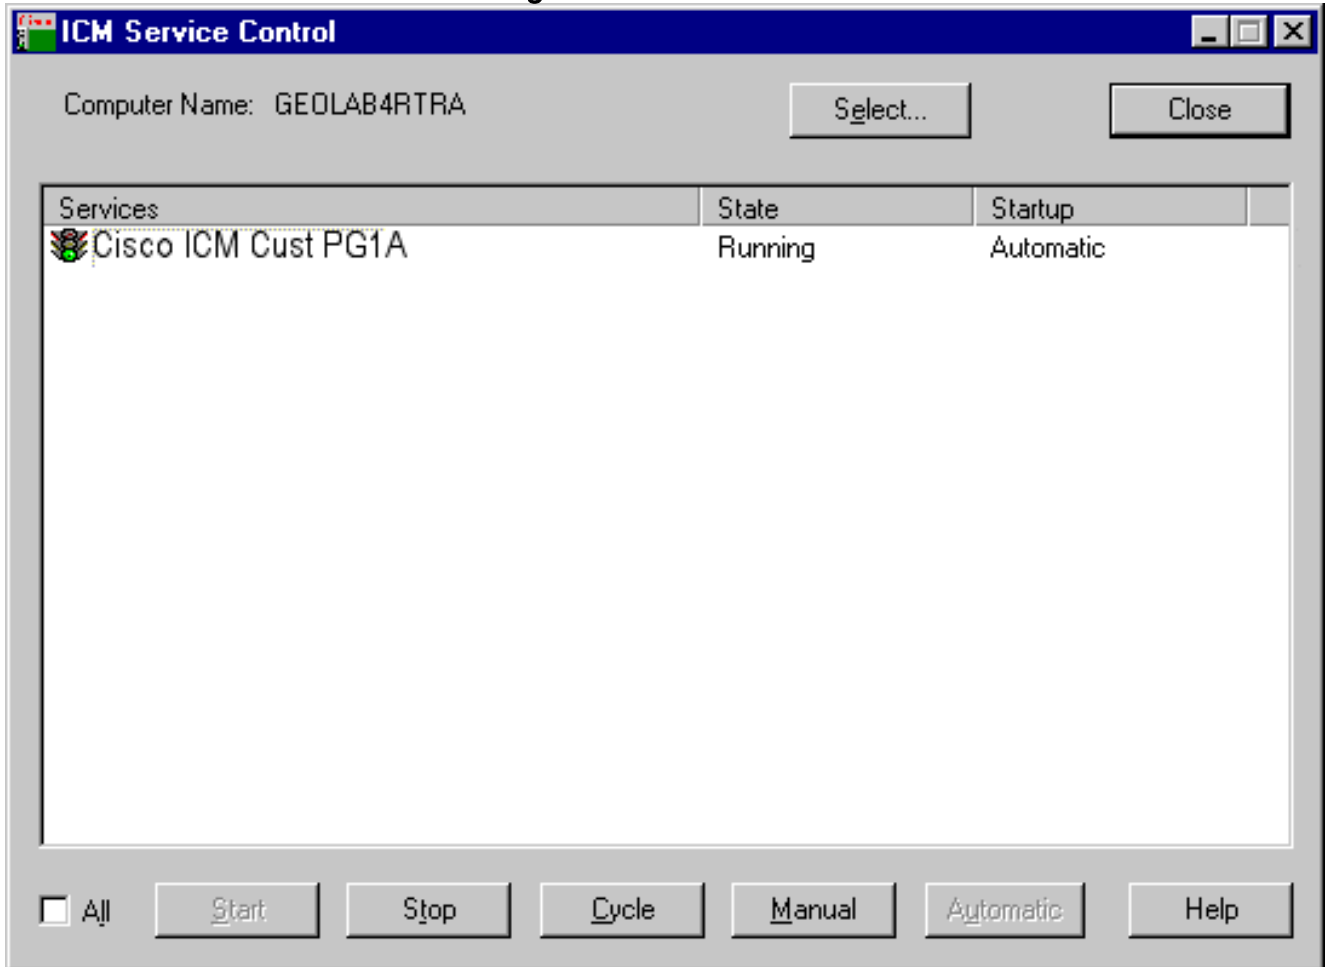 ICM Service Control
Computer Name: GEOLAB4RTRA
Select...
Close
Services State Startup
Cisco ICM Cust PG1A Running Automatic
All Start Stop Cycle Manual Automatic Help